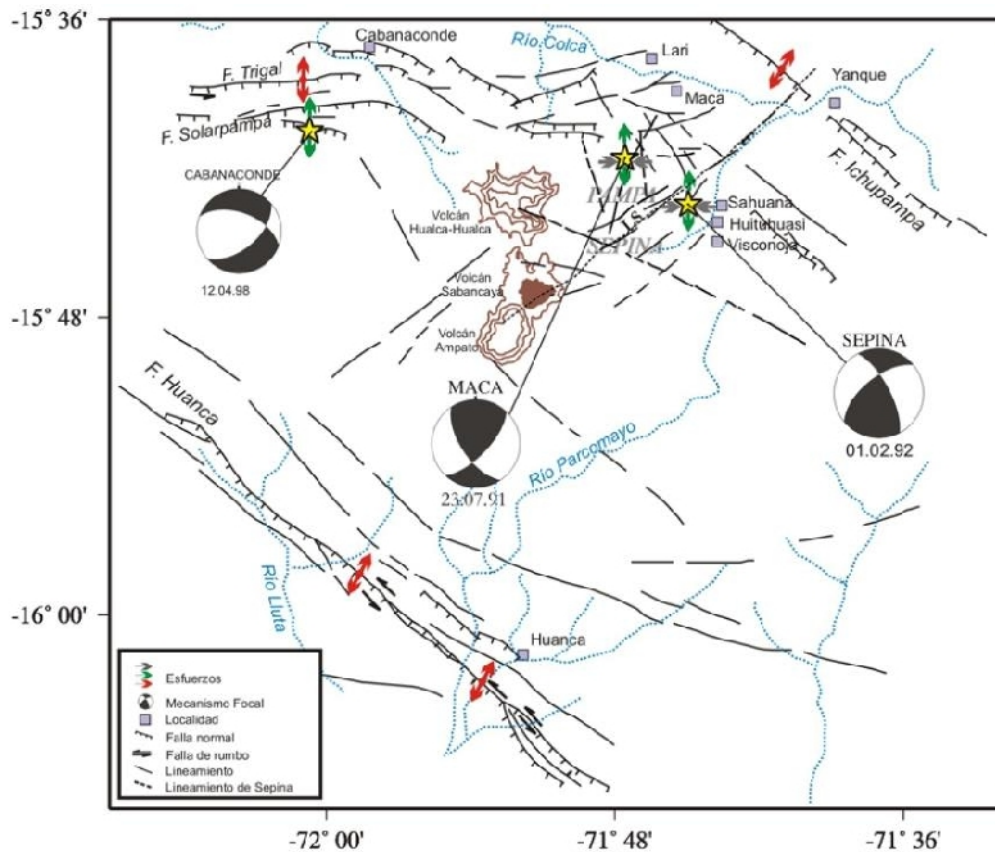 -15° 36'
Cabanaconde
Río Colca
Lari
F. Trigal
Maca
Yanque
F. Solarpampa
F. Ichupampa
CABANACONDE
PAMPA
Sahuana
Volcán
Hualca-Hualca
L.S.
Huituhuasi
SEPINA
Visconoja
12.04.98
Volcán
Sabancaya
-15° 48'
Volcán
Ampato
SEPINA
F. Huanca
MACA
01.02.92
Río Parcomayo
23.07.91
Río Lluta
-16° 00'
Huanca
Esfuerzos
Mecanismo Focal
Localidad
Falla normal
Falla de rumbo
Lineamiento
Lineamiento de Sepina
-72° 00'
-71° 48'
-71° 36'